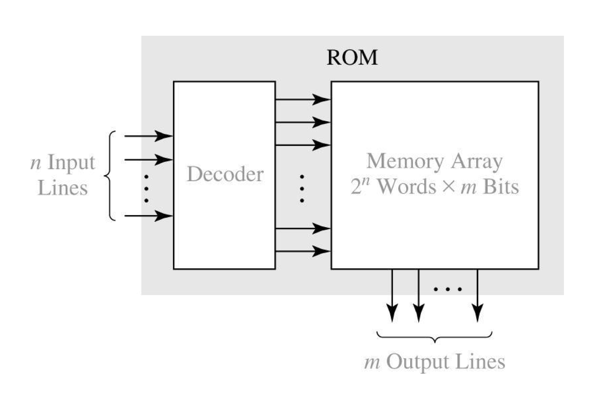 ROM
n Input
Lines
Decoder
Memory Array
2ⁿ Words × m Bits
m Output Lines